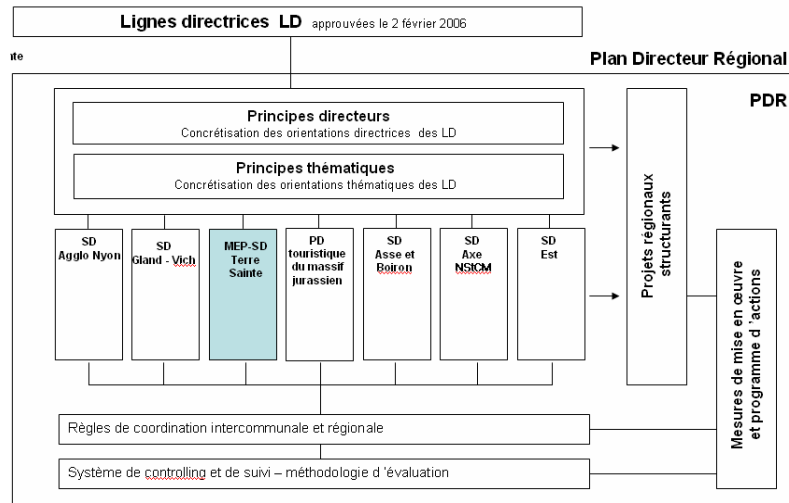 Lignes directrices LD approuvées le 2 février 2006
nte
Plan Directeur Régional
PDR
Principes directeurs
Concrétisation des orientations directrices des LD
Principes thématiques
Concrétisation des orientations thématiques des LD
SD
Agglo Nyon
SD
Gland - Vich
MEP-SD
Terre
Sainte
PD
touristique
du massif
jurassien
SD
Asse et
Boiron
SD
Axe
NStCM
SD
Est
Projets régionaux
structurants
Mesures de mise en œuvre
et programme d 'actions
Règles de coordination intercommunale et régionale
Système de controlling et de suivi – méthodologie d 'évaluation